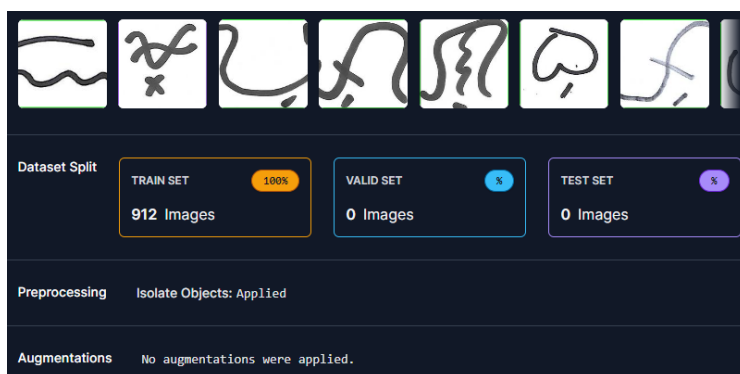 Dataset Split
TRAIN SET 100%
912 Images
VALID SET %
0 Images
TEST SET %
0 Images
Preprocessing Isolate Objects: Applied
Augmentations No augmentations were applied.